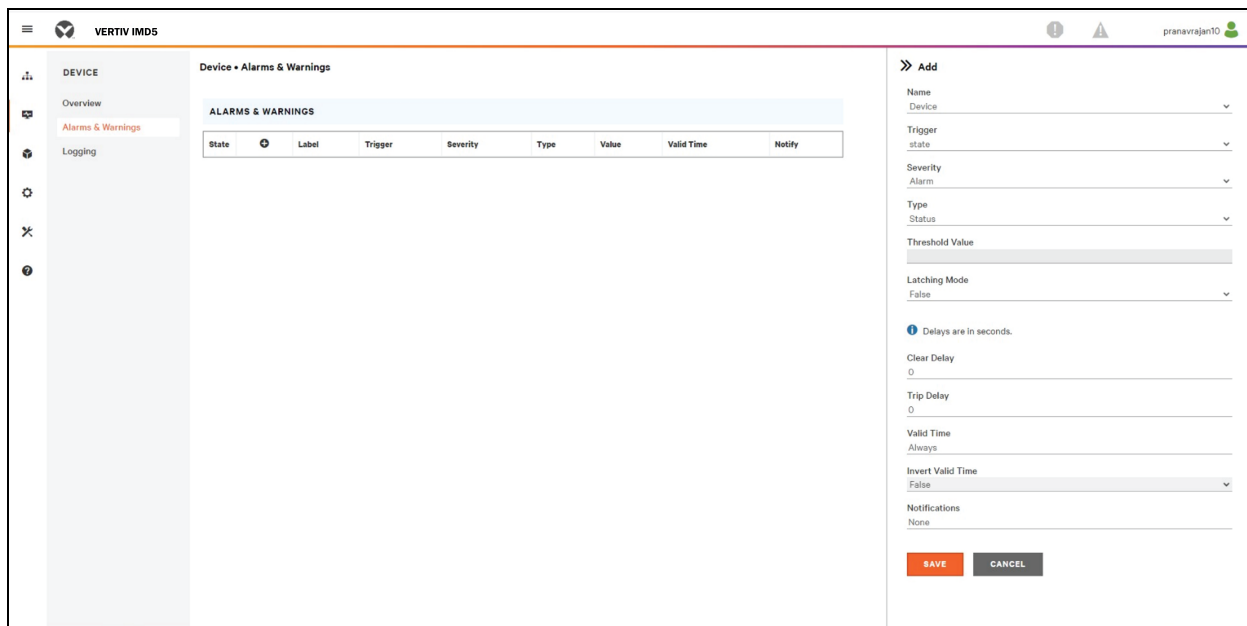 VERTIV IMD5
pranavrajan10
DEVICE
Overview
Alarms & Warnings
Logging
Device • Alarms & Warnings
ALARMS & WARNINGS
State Label Trigger Severity Type Value Valid Time Notify
Add
Name
Device
Trigger
state
Severity
Alarm
Type
Status
Threshold Value
Latching Mode
False
Delays are in seconds.
Clear Delay
0
Trip Delay
0
Valid Time
Always
Invert Valid Time
False
Notifications
None
SAVE CANCEL